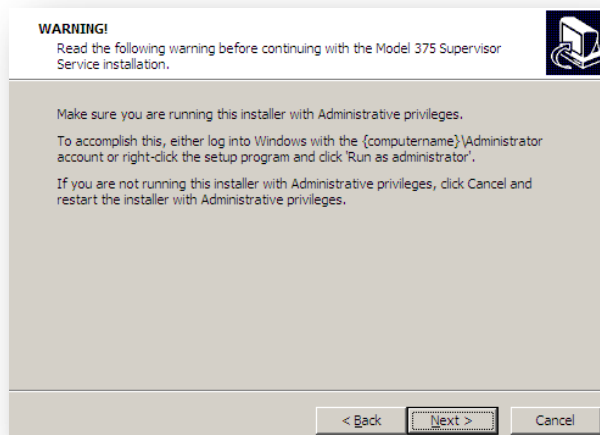 WARNING!
Read the following warning before continuing with the Model 375 Supervisor
Service installation.
Make sure you are running this installer with Administrative privileges.
To accomplish this, either log into Windows with the {computername}\Administrator
account or right-click the setup program and click 'Run as administrator'.
If you are not running this installer with Administrative privileges, click Cancel and
restart the installer with Administrative privileges.
< Back
Next >
Cancel